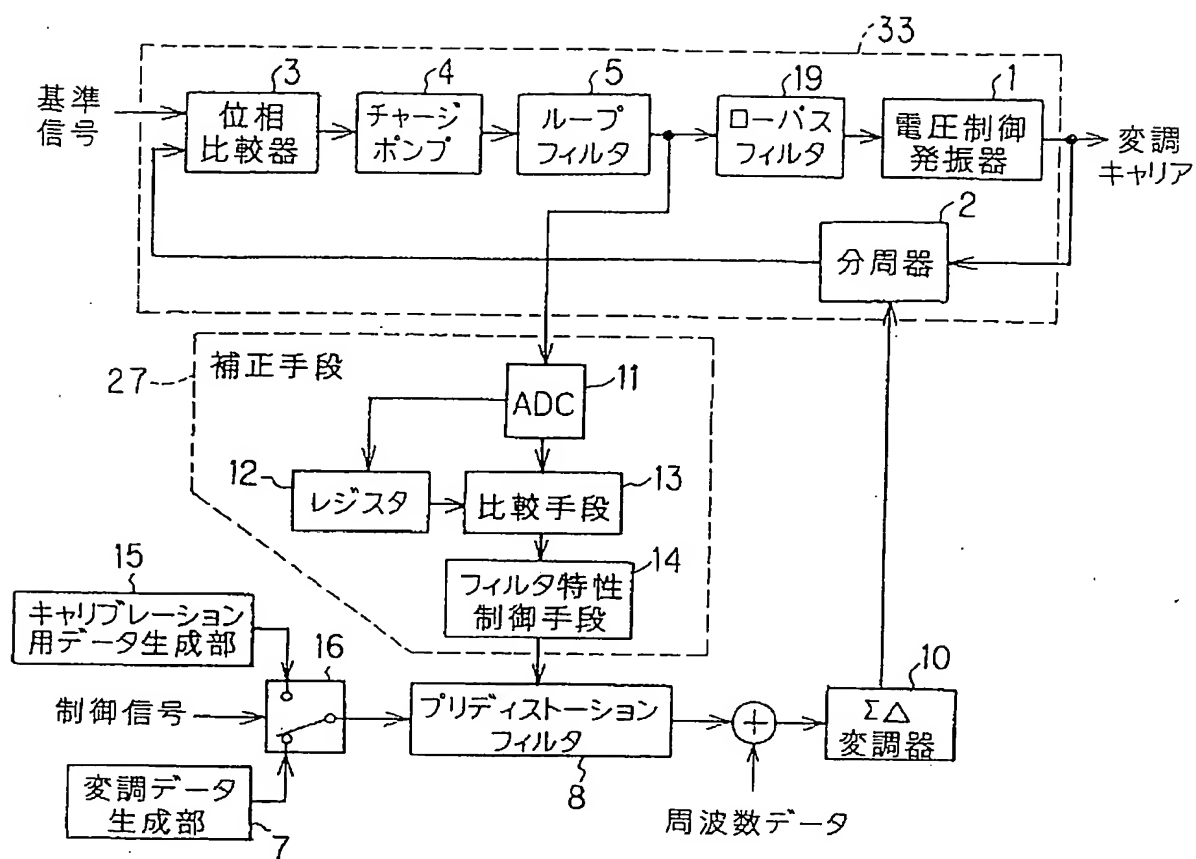 33
基準
信号
3
位相
比較器
4
チャージ
ポンプ
5
ループ
フィルタ
19
ローパス
フィルタ
1
電圧制御
発振器
変調
キャリア
2
分周器
27
補正手段
11
ADC
12
レジスタ
13
比較手段
14
フィルタ特性
制御手段
15
キャリブレーション
用データ生成部
16
制御信号
プリディストーション
フィルタ
8
+
10
ΣΔ
変調器
変調データ
生成部
7
周波数データ